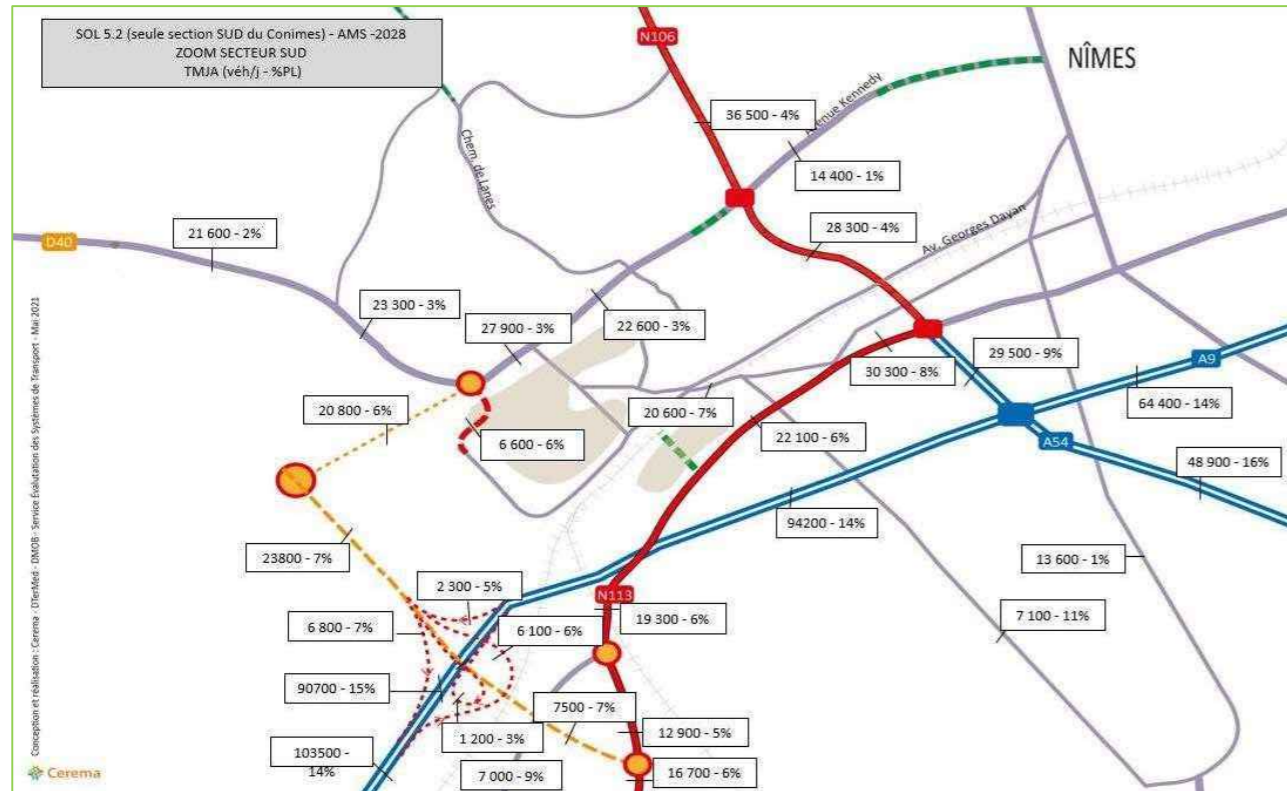 SOL 5.2 (seule section SUD du Conimes) - AMS -2028
ZOOM SECTEUR SUD
TMJA (véh/j - %PL)
N106
NÎMES
Avenue Kennedy
36 500 - 4%
14 400 - 1%
Chem. de Lanes
Av. Georges Dayan
D40
21 600 - 2%
28 300 - 4%
23 300 - 3%
27 900 - 3%
22 600 - 3%
30 300 - 8%
29 500 - 9%
A9
64 400 - 14%
20 800 - 6%
6 600 - 6%
20 600 - 7%
22 100 - 6%
A54
48 900 - 16%
94200 - 14%
23800 - 7%
13 600 - 1%
2 300 - 5%
N113
19 300 - 6%
7 100 - 11%
6 800 - 7%
6 100 - 6%
90700 - 15%
7500 - 7%
1 200 - 3%
12 900 - 5%
103500 -
14%
7 000 - 9%
16 700 - 6%
Conception et réalisation : Cerema - DTerMed - DMOB - Service Évalutation des Systèmes de Transport - Mai 2021
Cerema